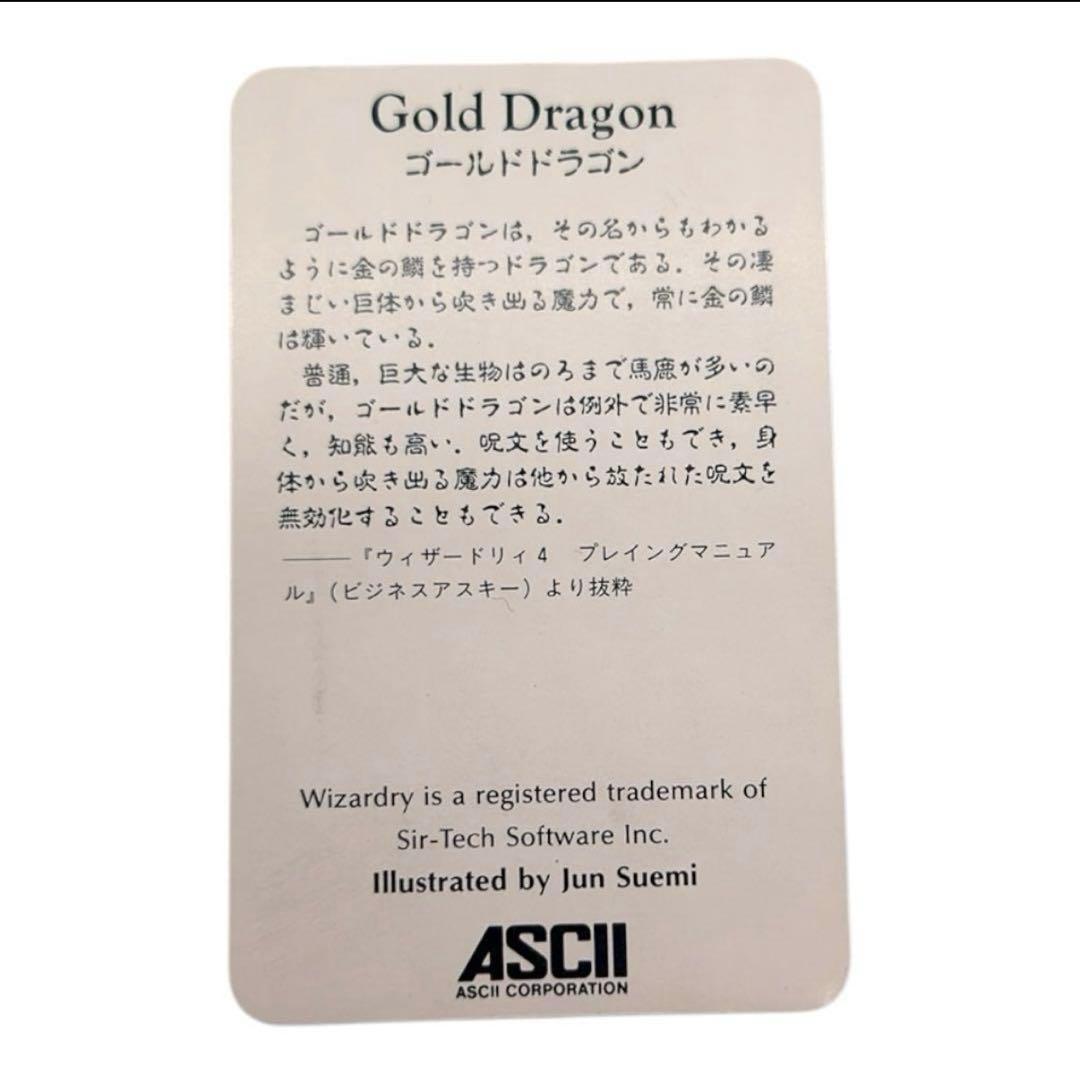 Gold Dragon
ゴールドドラゴン
ゴールドドラゴンは，その名からもわかる
ように金の鱗を持つドラゴンである．その凄
まじい巨体から吹き出る魔力で，常に金の鱗
は輝いている．
普通，巨大な生物はのろまで馬鹿が多いの
だが，ゴールドドラゴンは例外で非常に素早
く，知能も高い．呪文を使うこともでき，身
体から吹き出る魔力は他から放たれた呪文を
無効化することもできる．
———『ウィザードリィ4　プレイングマニュア
ル』（ビジネスアスキー）より抜粋
Wizardry is a registered trademark of
Sir-Tech Software Inc.
Illustrated by Jun Suemi
ASCII
ASCII CORPORATION